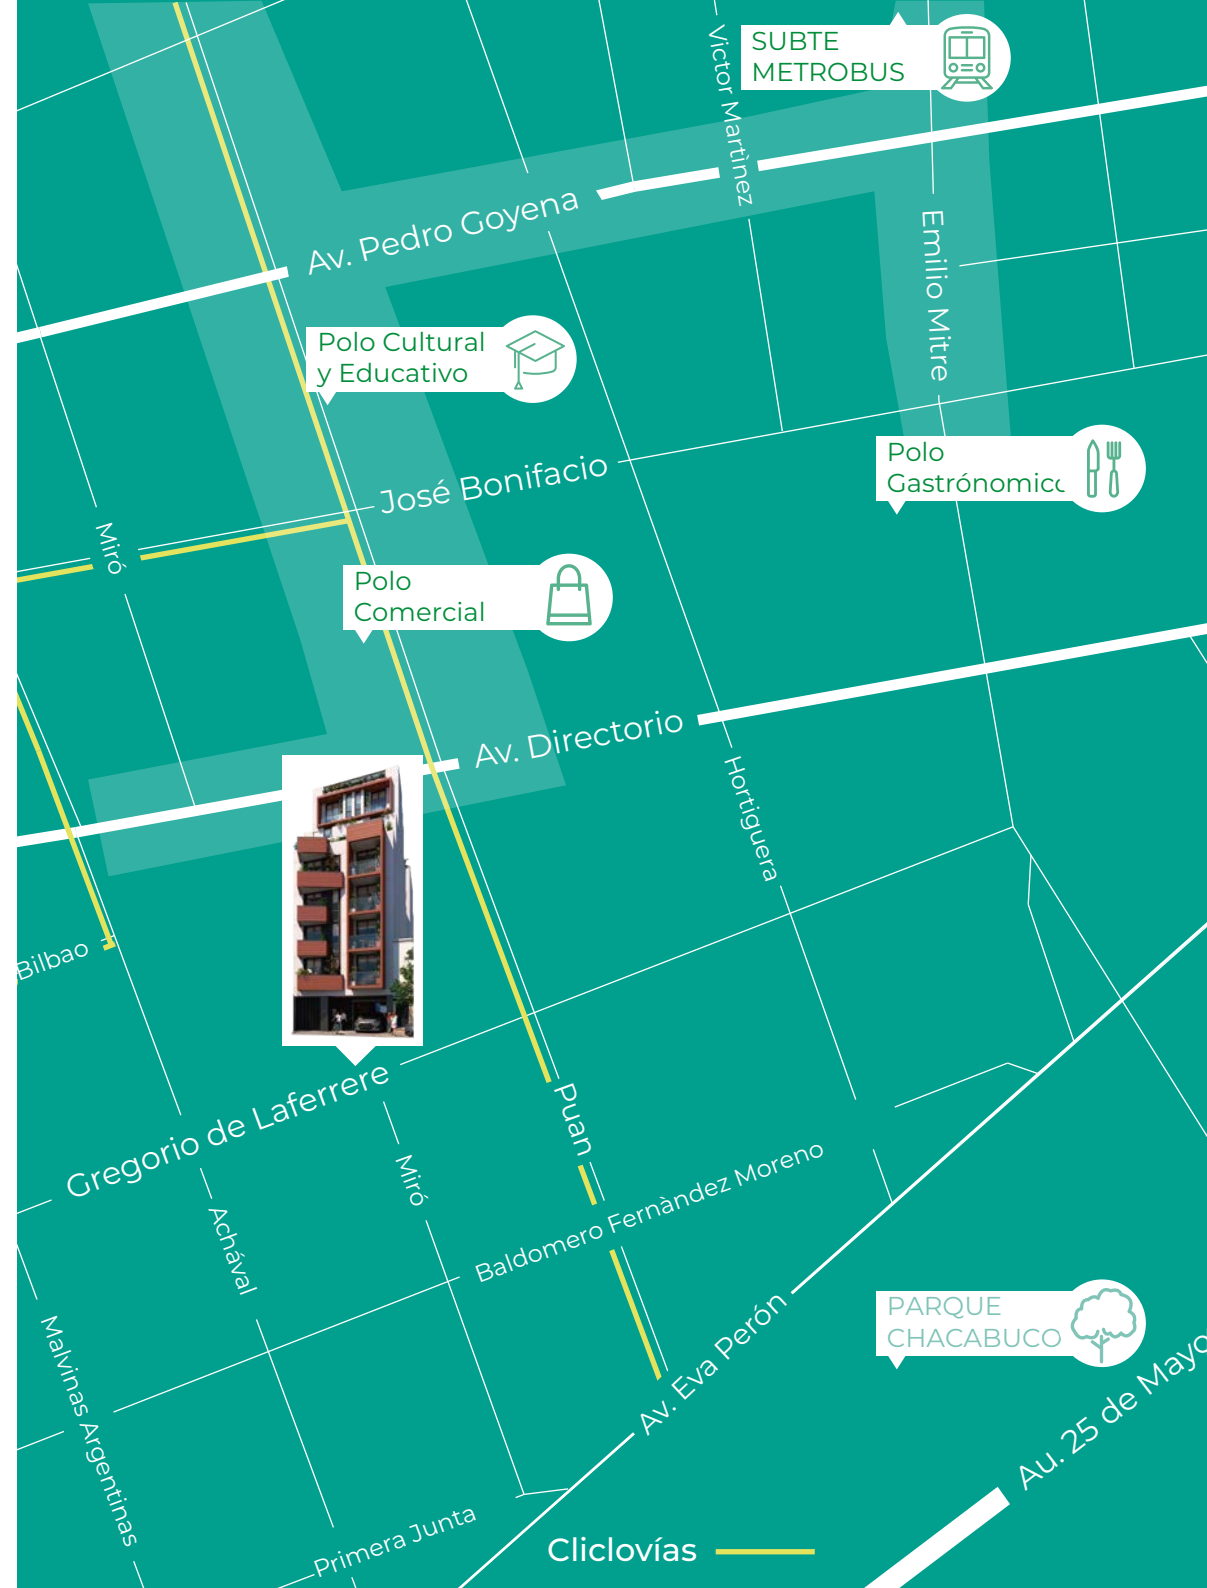 SUBTE
METROBUS
Victor Martìnez
Av. Pedro Goyena
Emilio Mitre
Polo Cultural
y Educativo
José Bonifacio
Polo
Gastrónomico
Miró
Polo
Comercial
Av. Directorio
Hortiguera
Bilbao
Gregorio de Laferrere
Puan
Miró
Baldomero Fernàndez Moreno
Achával
Av. Eva Perón
PARQUE
CHACABUCO
Malvinas Argentinas
Au. 25 de Mayo
Primera Junta
Cliclovías